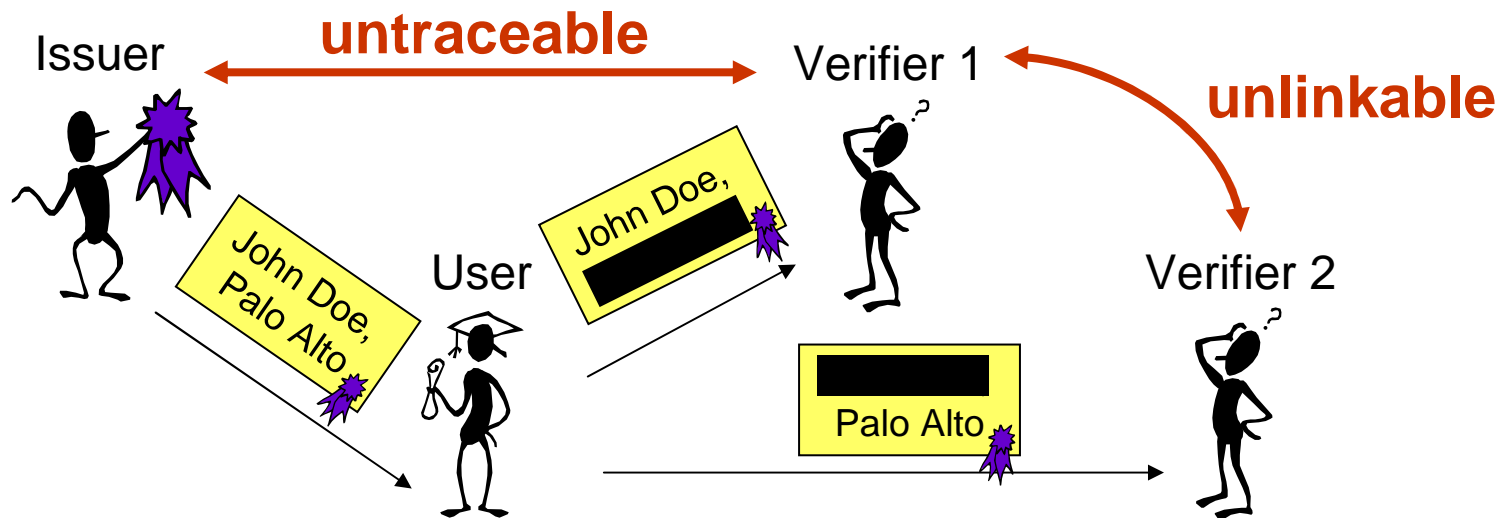 untraceable
Issuer
Verifier 1
unlinkable
John Doe,
John Doe,
Palo Alto
User
Verifier 2
Palo Alto
?
?